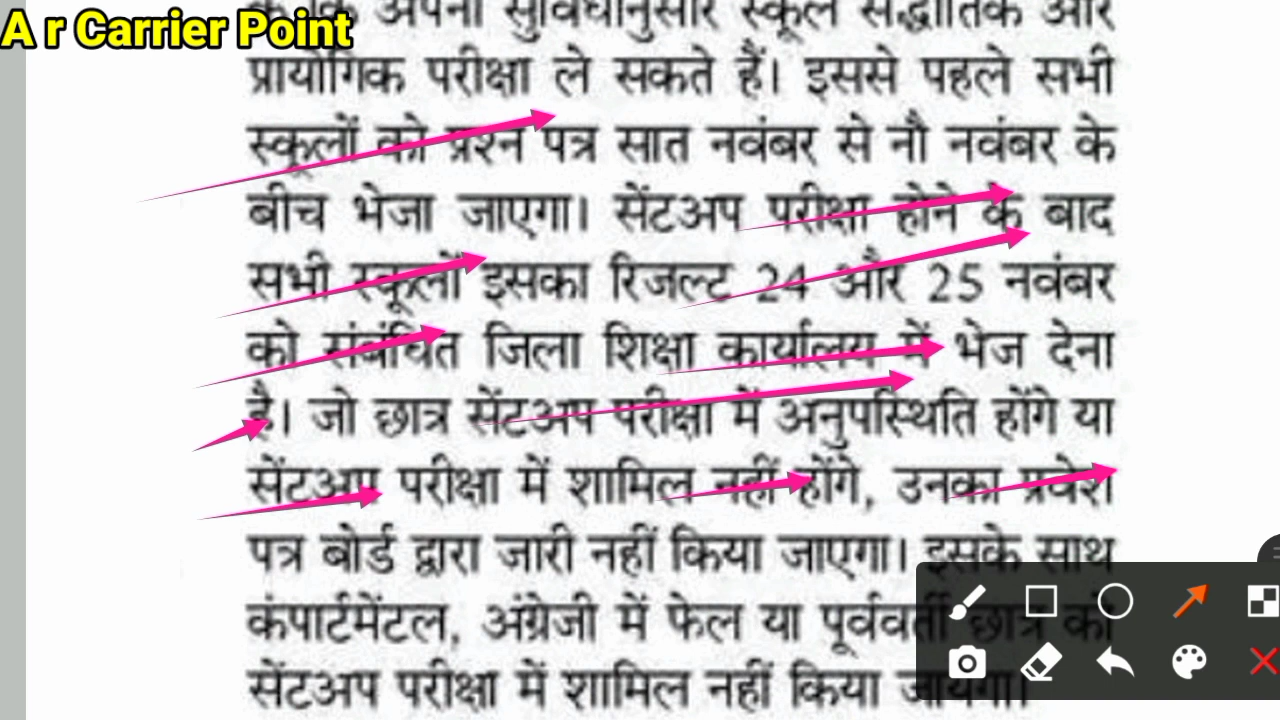 A r Carrier Point
कि अपनी सुविधानुसार स्कूल सैद्धांतिक और
प्रायोगिक परीक्षा ले सकते हैं। इससे पहले सभी
स्कूलों को प्रश्न पत्र सात नवंबर से नौ नवंबर के
बीच भेजा जाएगा। सेंटअप परीक्षा होने के बाद
सभी स्कूलों इसका रिजल्ट 24 और 25 नवंबर
को संबंधित जिला शिक्षा कार्यालय में भेज देना
है। जो छात्र सेंटअप परीक्षा में अनुपस्थिति होंगे या
सेंटअप परीक्षा में शामिल नहीं होंगे, उनका प्रवेश
पत्र बोर्ड द्वारा जारी नहीं किया जाएगा। इसके साथ
कंपार्टमेंटल, अंग्रेजी में फेल या पूर्ववर्ती छात्र को
सेंटअप परीक्षा में शामिल नहीं किया जायेगा।